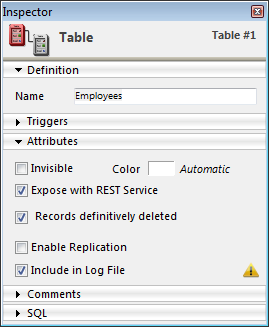 Inspector
Table
Table #1
Definition
Name
Employees
Triggers
Attributes
Invisible
Color
Automatic
Expose with REST Service
Records definitively deleted
Enable Replication
Include in Log File
Comments
SQL